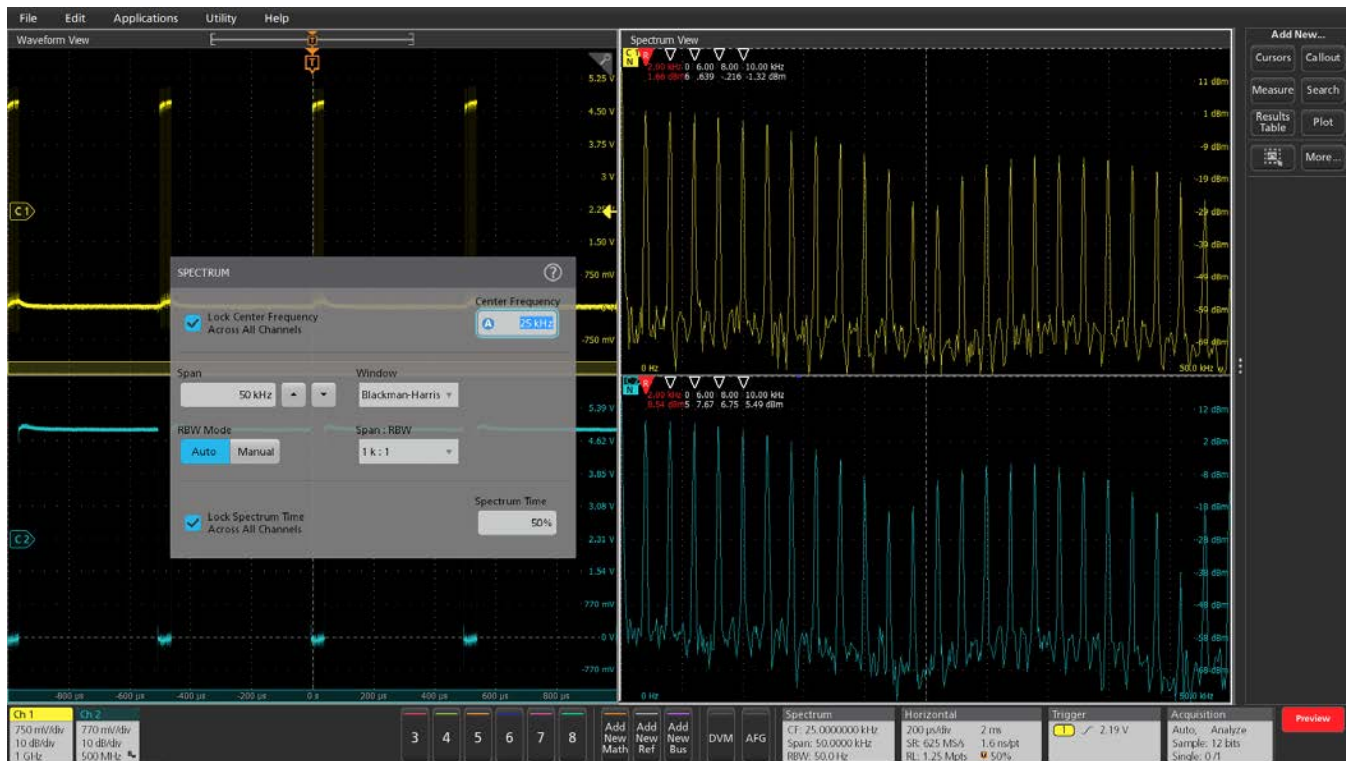 File Edit Applications Utility Help
Waveform View
Spectrum View
Add New...
Cursors Callout
Measure Search
Results Table Plot
More...
T
T
5.25 V
4.50 V
3.75 V
3 V
1.50 V
750 mV
-750 mV
C 1
C
N
R
2.00 kHz 0 6.00 8.00 10.00 kHz
1.66 dBm6 .639 -.216 -1.32 dBm
11 dBm
1 dBm
-9 dBm
-19 dBm
-29 dBm
-39 dBm
-49 dBm
-59 dBm
-69 dBm
0 Hz
50.0 kHz
SPECTRUM ?
Lock Center Frequency
Across All Channels
Center Frequency
A 25 kHz
Span
50 kHz
Window
Blackman-Harris
RBW Mode
Auto Manual
Span : RBW
1 k : 1
Lock Spectrum Time
Across All Channels
Spectrum Time
50%
5.39 V
4.62 V
3.85 V
3.08 V
2.31 V
1.54 V
770 mV
0 V
-770 mV
C 2
N
R
2.00 kHz 0 6.00 8.00 10.00 kHz
8.54 dBm5 7.67 6.75 5.49 dBm
12 dBm
2 dBm
-8 dBm
-18 dBm
-28 dBm
-38 dBm
-48 dBm
-58 dBm
-68 dBm
0 Hz
50.0 kHz
-800 µs -600 µs -400 µs -200 µs 0 s 200 µs 400 µs 600 µs 800 µs
Ch 1
750 mV/div
10 dB/div
1 GHz
Ch 2
770 mV/div
10 dB/div
500 MHz
3 4 5 6 7 8
Add New Math
Add New Ref
Add New Bus
DVM AFG
Spectrum
CF: 25.0000000 kHz
Span: 50.0000 kHz
RBW: 50.0 Hz
Horizontal
200 µs/div 2 ms
SR: 625 MS/s 1.6 ns/pt
RL: 1.25 Mpts 50%
Trigger
1 2.19 V
Acquisition
Auto, Analyze
Sample: 12 bits
Single: 0 /1
Preview